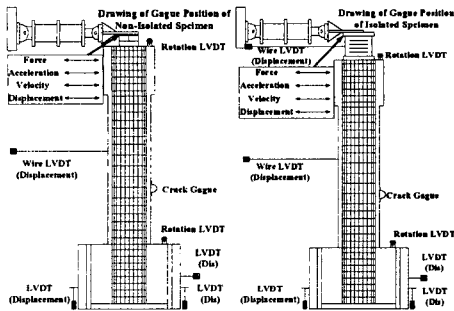 Drawing of Gague Position of
Non-Isolated Specimen
Rotation LVDT
Force
Acceleration
Velocity
Displacement
Wire LVDT
(Displacement)
Crack Gague
Rotation LVDT
LVDT
(Dis)
LVDT
(Displacement)
LVDT
(Dis)
Drawing of Gague Position
of Isolated Specimen
Wire LVDT
(Displacement)
Rotation LVDT
Force
Acceleration
Velocity
Displacement
Wire LVDT
(Displacement)
Crack Gague
Rotation LVDT
LVDT
(Dis)
LVDT
(Displacement)
LVDT
(Dis)